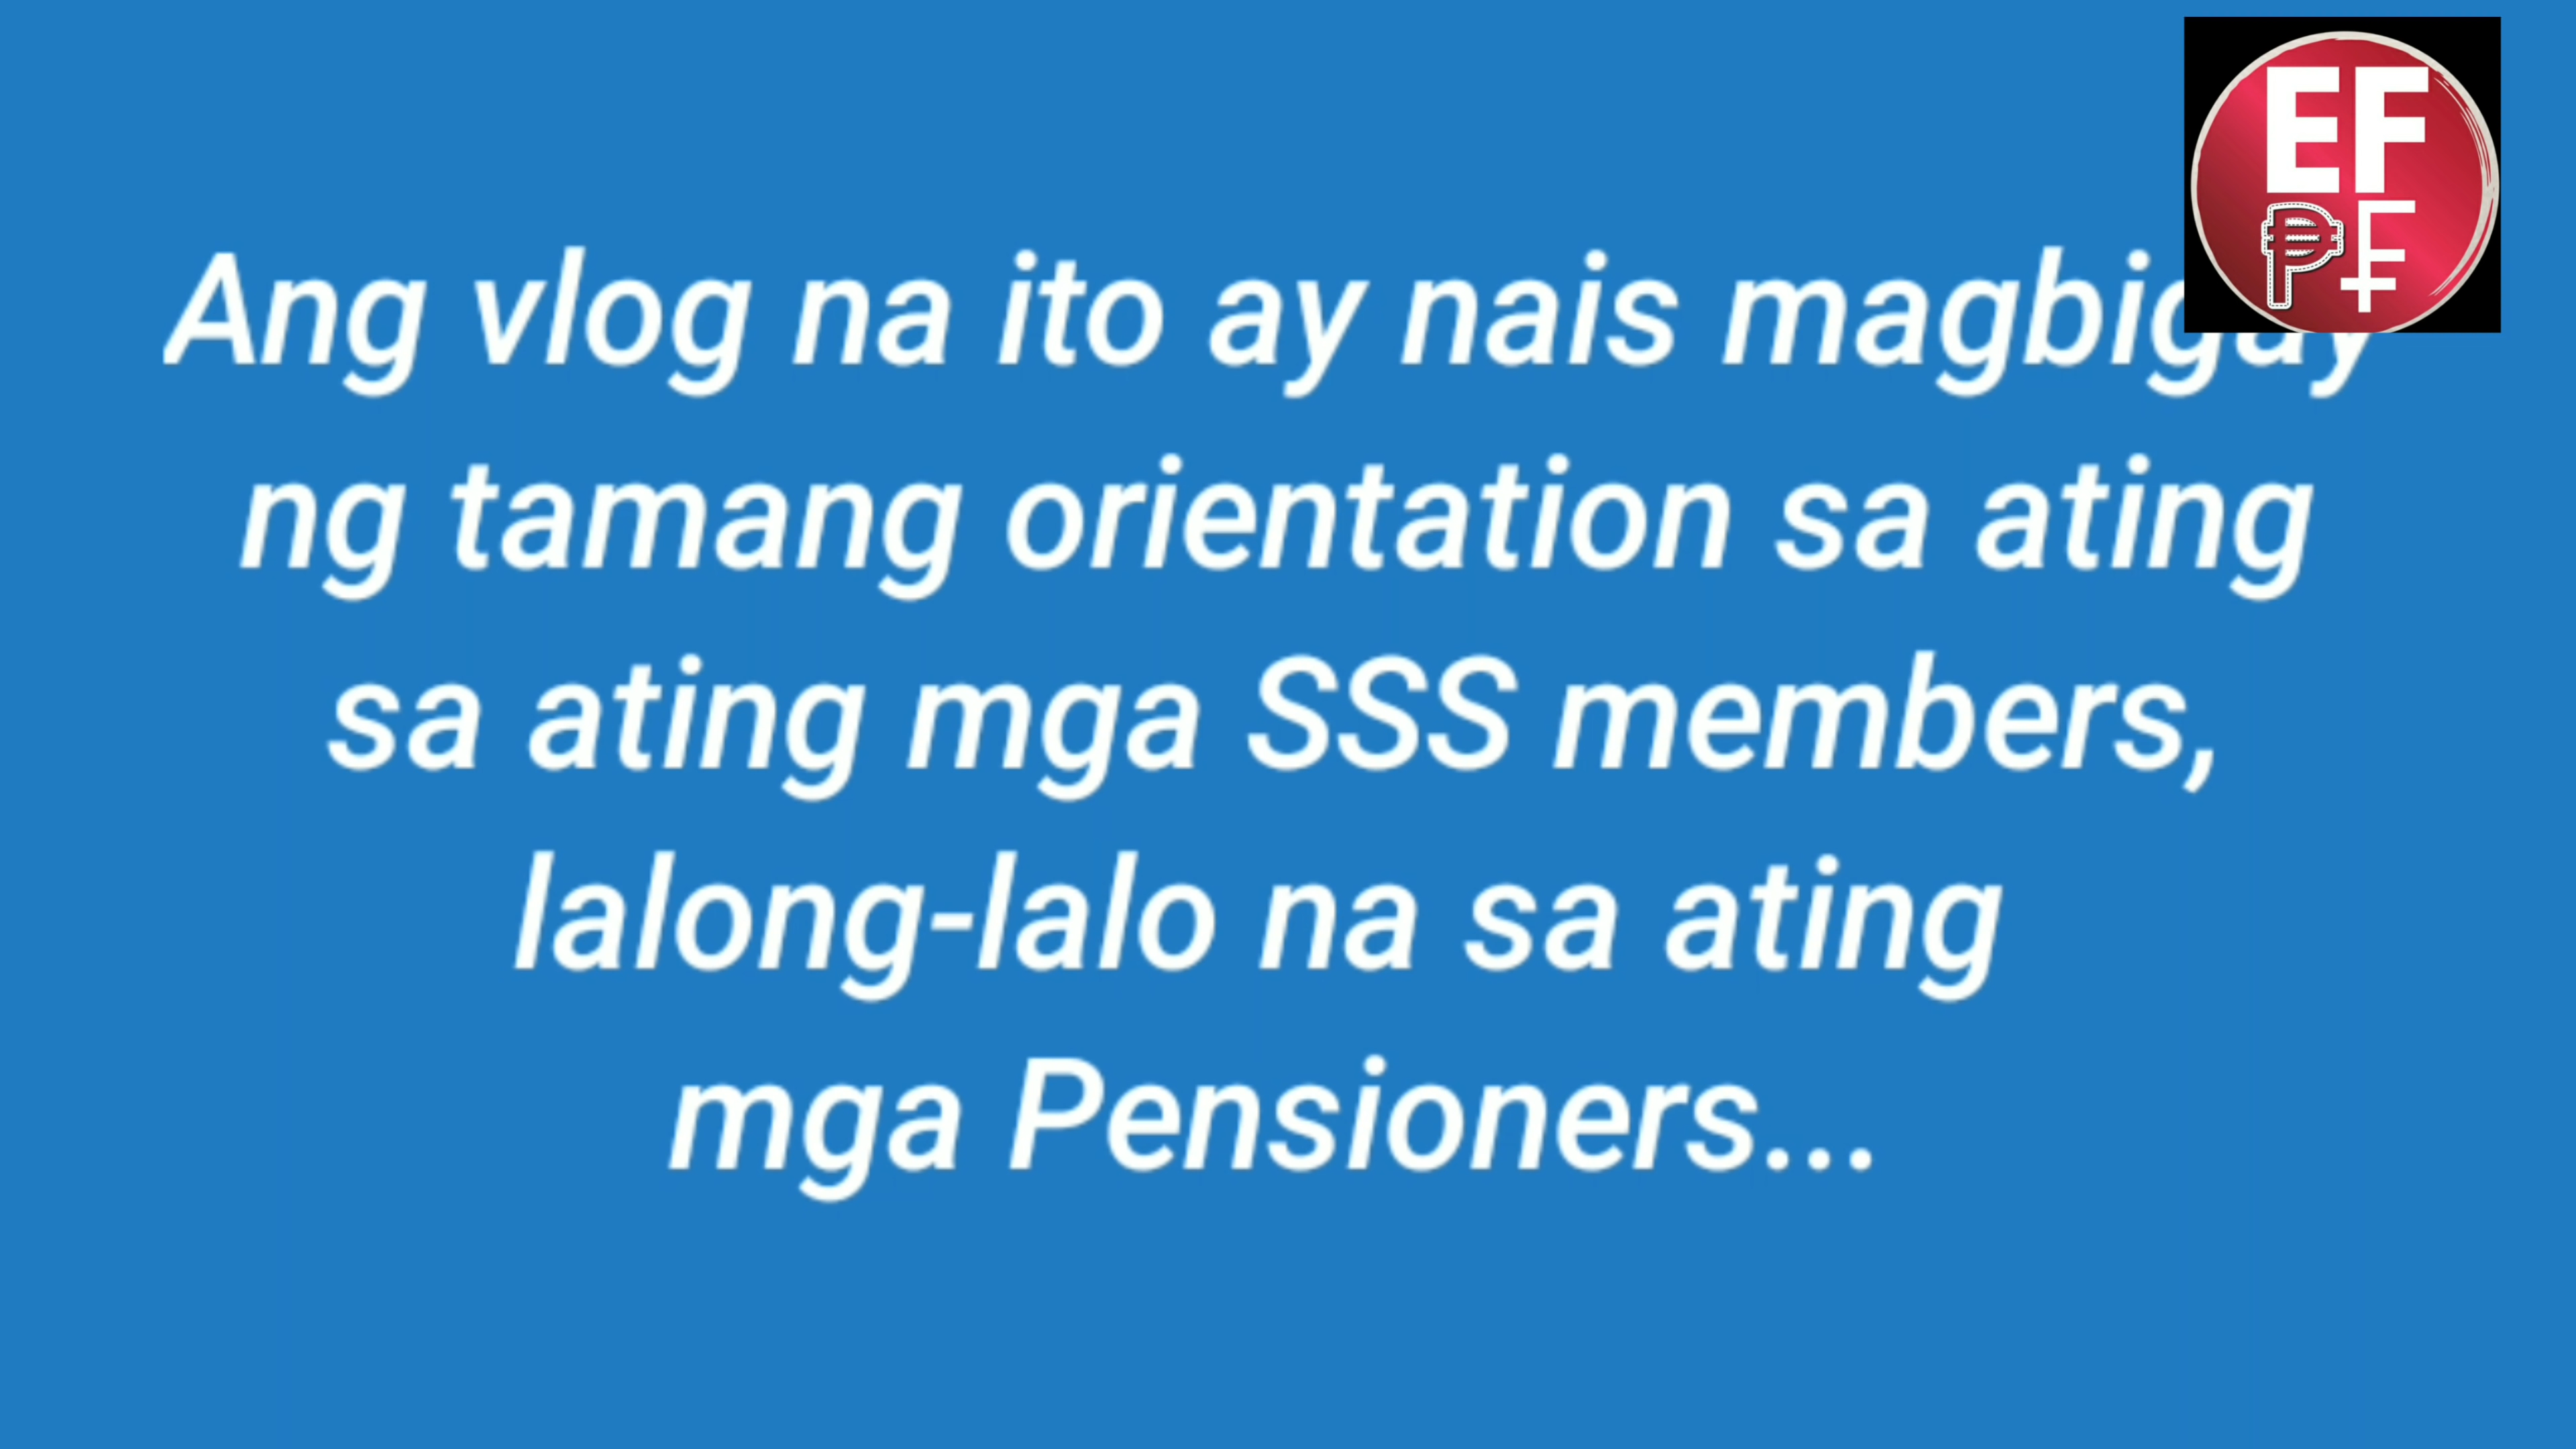 Ang vlog na ito ay nais magbigay
ng tamang orientation sa ating
sa ating mga SSS members,
lalong-lalo na sa ating
mga Pensioners...
EF
PF